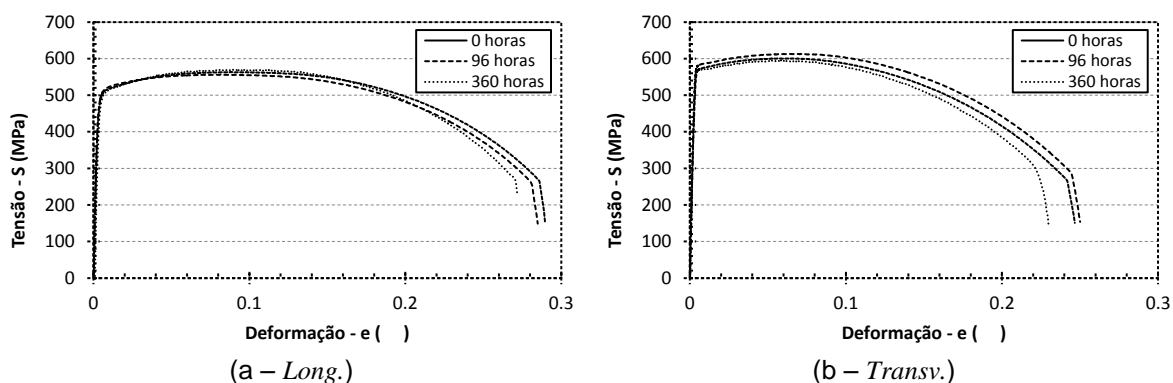 700
600
500
400
300
200
100
0
Tensão - S (MPa)
0 horas
96 horas
360 horas
0 0.1 0.2 0.3
Deformação - e ( )
(a – Long.)
700
600
500
400
300
200
100
0
Tensão - S (MPa)
0 horas
96 horas
360 horas
0 0.1 0.2 0.3
Deformação - e ( )
(b – Transv.)